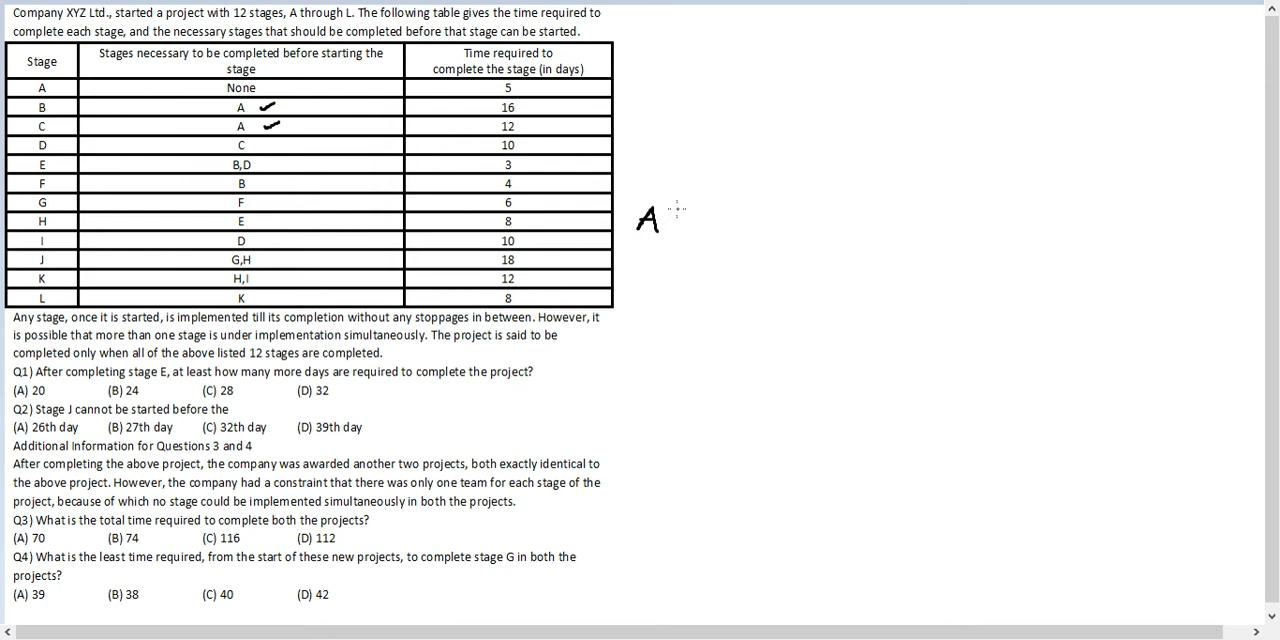 Company XYZ Ltd., started a project with 12 stages, A through L. The following table gives the time required to
complete each stage, and the necessary stages that should be completed before that stage can be started.
Stage Stages necessary to be completed before starting the stage Time required to complete the stage (in days)
A None 5
B A ✓ 16
C A ✓ 12
D C 10
E B,D 3
F B 4
G F 6
H E 8
I D 10
J G,H 18
K H,I 12
L K 8
A
Any stage, once it is started, is implemented till its completion without any stoppages in between. However, it
is possible that more than one stage is under implementation simultaneously. The project is said to be
completed only when all of the above listed 12 stages are completed.
Q1) After completing stage E, at least how many more days are required to complete the project?
(A) 20 (B) 24 (C) 28 (D) 32
Q2) Stage J cannot be started before the
(A) 26th day (B) 27th day (C) 32th day (D) 39th day
Additional Information for Questions 3 and 4
After completing the above project, the company was awarded another two projects, both exactly identical to
the above project. However, the company had a constraint that there was only one team for each stage of the
project, because of which no stage could be implemented simultaneously in both the projects.
Q3) What is the total time required to complete both the projects?
(A) 70 (B) 74 (C) 116 (D) 112
Q4) What is the least time required, from the start of these new projects, to complete stage G in both the
projects?
(A) 39 (B) 38 (C) 40 (D) 42